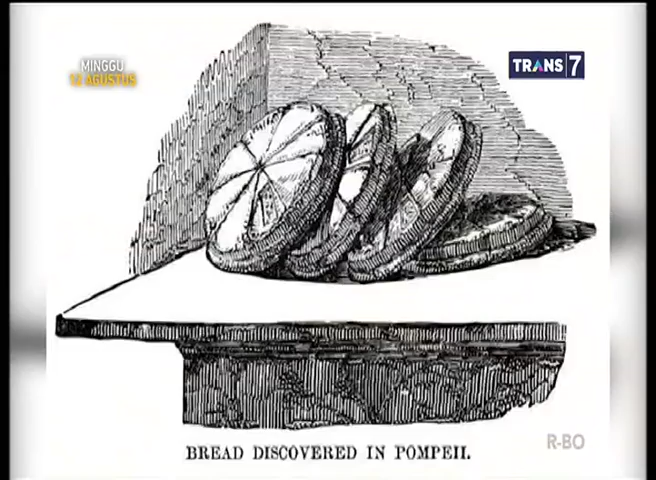 MINGGU
12 AGUSTUS
TRANS 7
BREAD DISCOVERED IN POMPEII.
R-BO